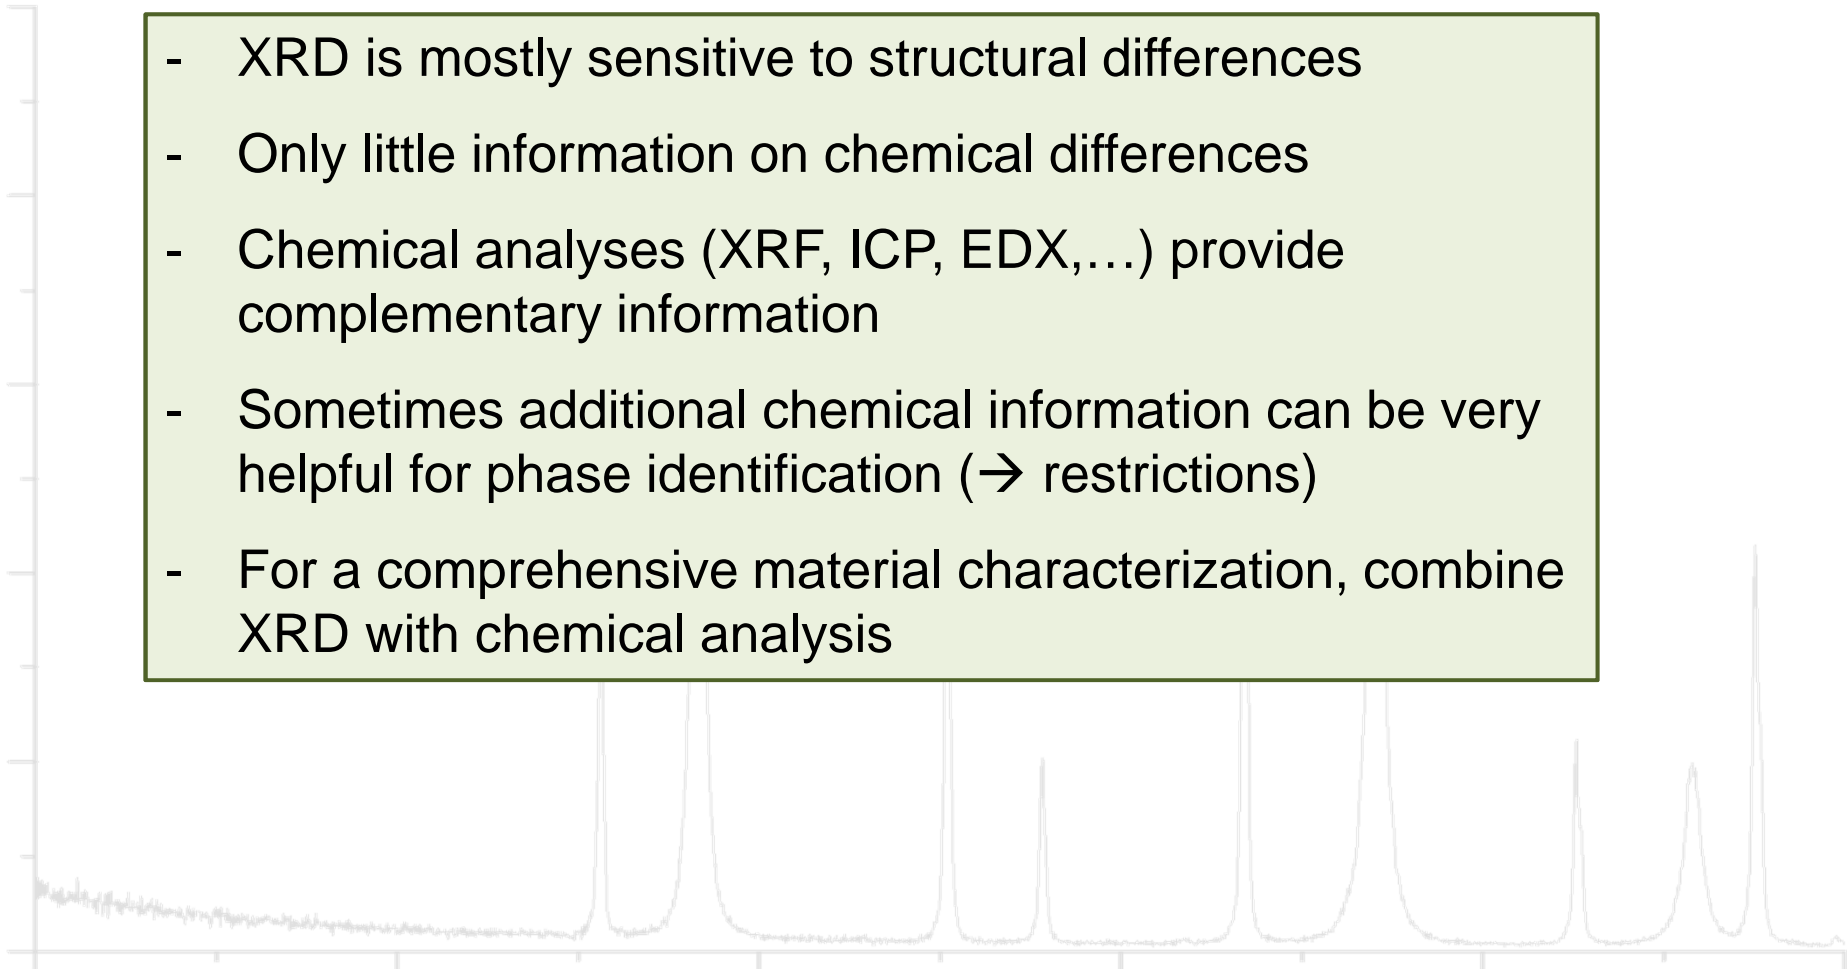 - XRD is mostly sensitive to structural differences
- Only little information on chemical differences
- Chemical analyses (XRF, ICP, EDX,…) provide
complementary information
- Sometimes additional chemical information can be very
helpful for phase identification (→ restrictions)
- For a comprehensive material characterization, combine
XRD with chemical analysis